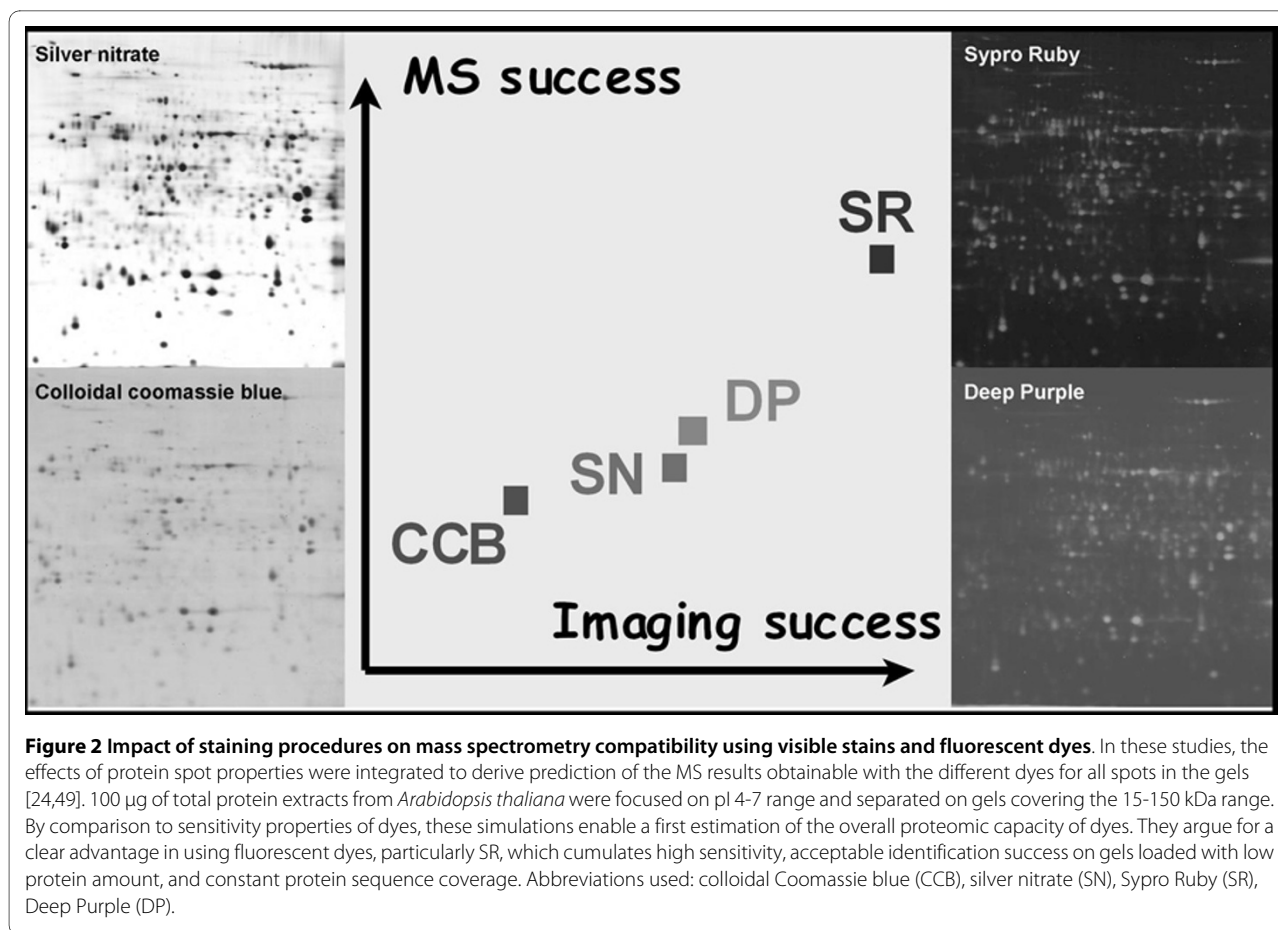 Silver nitrate
MS success
Sypro Ruby
SR
Colloidal coomassie blue
Deep Purple
DP
SN
CCB
Imaging success
Figure 2 Impact of staining procedures on mass spectrometry compatibility using visible stains and fluorescent dyes. In these studies, the
effects of protein spot properties were integrated to derive prediction of the MS results obtainable with the different dyes for all spots in the gels
[24,49]. 100 μg of total protein extracts from Arabidopsis thaliana were focused on pI 4-7 range and separated on gels covering the 15-150 kDa range.
By comparison to sensitivity properties of dyes, these simulations enable a first estimation of the overall proteomic capacity of dyes. They argue for a
clear advantage in using fluorescent dyes, particularly SR, which cumulates high sensitivity, acceptable identification success on gels loaded with low
protein amount, and constant protein sequence coverage. Abbreviations used: colloidal Coomassie blue (CCB), silver nitrate (SN), Sypro Ruby (SR),
Deep Purple (DP).